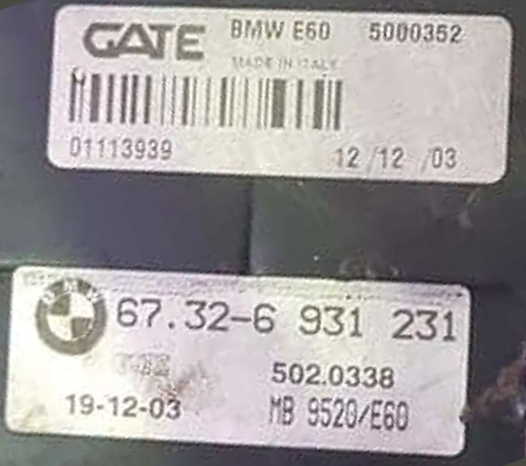 GATE BMW E60 5000352
MADE IN ITALY
01113939 12/12/03
BMW
67.32-6 931 231
502.0338
19-12-03 MB 9520/E60